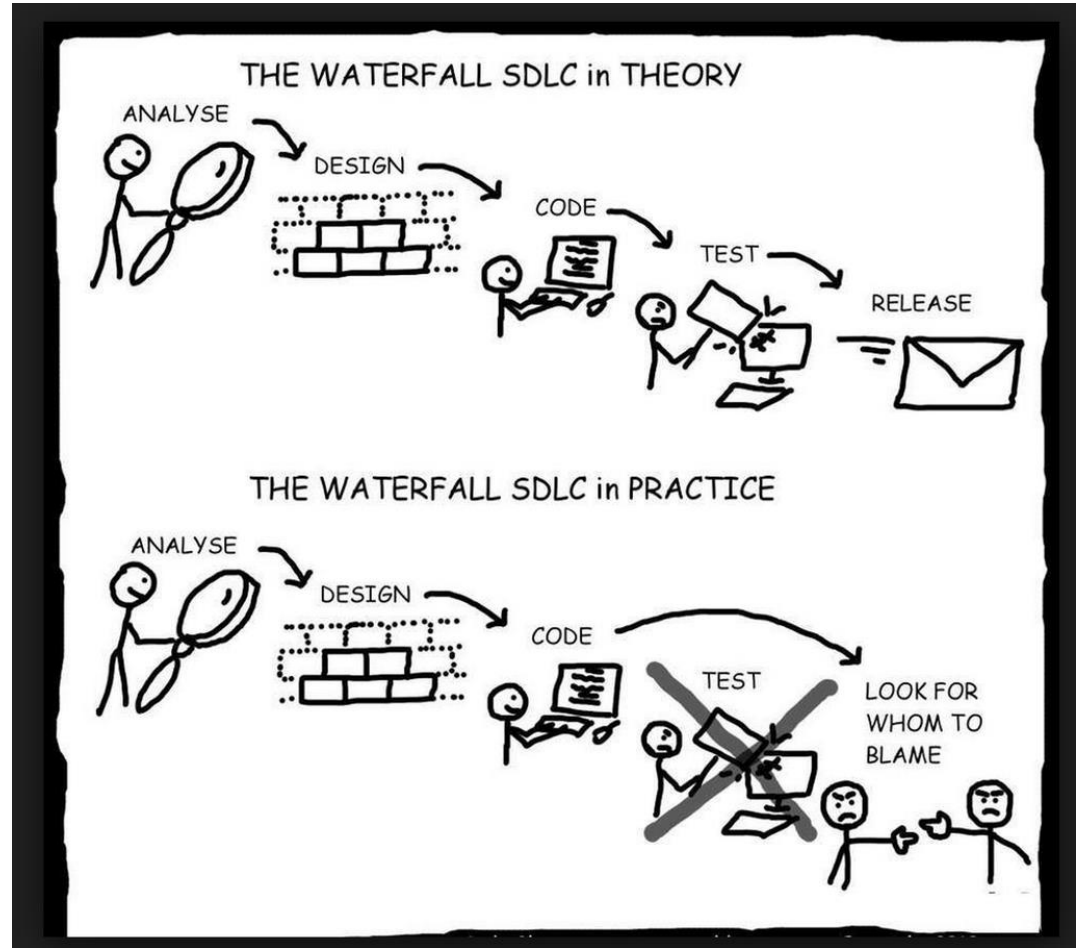 THE WATERFALL SDLC in THEORY
ANALYSE
DESIGN
CODE
TEST
RELEASE
THE WATERFALL SDLC in PRACTICE
ANALYSE
DESIGN
CODE
TEST
LOOK FOR
WHOM TO
BLAME